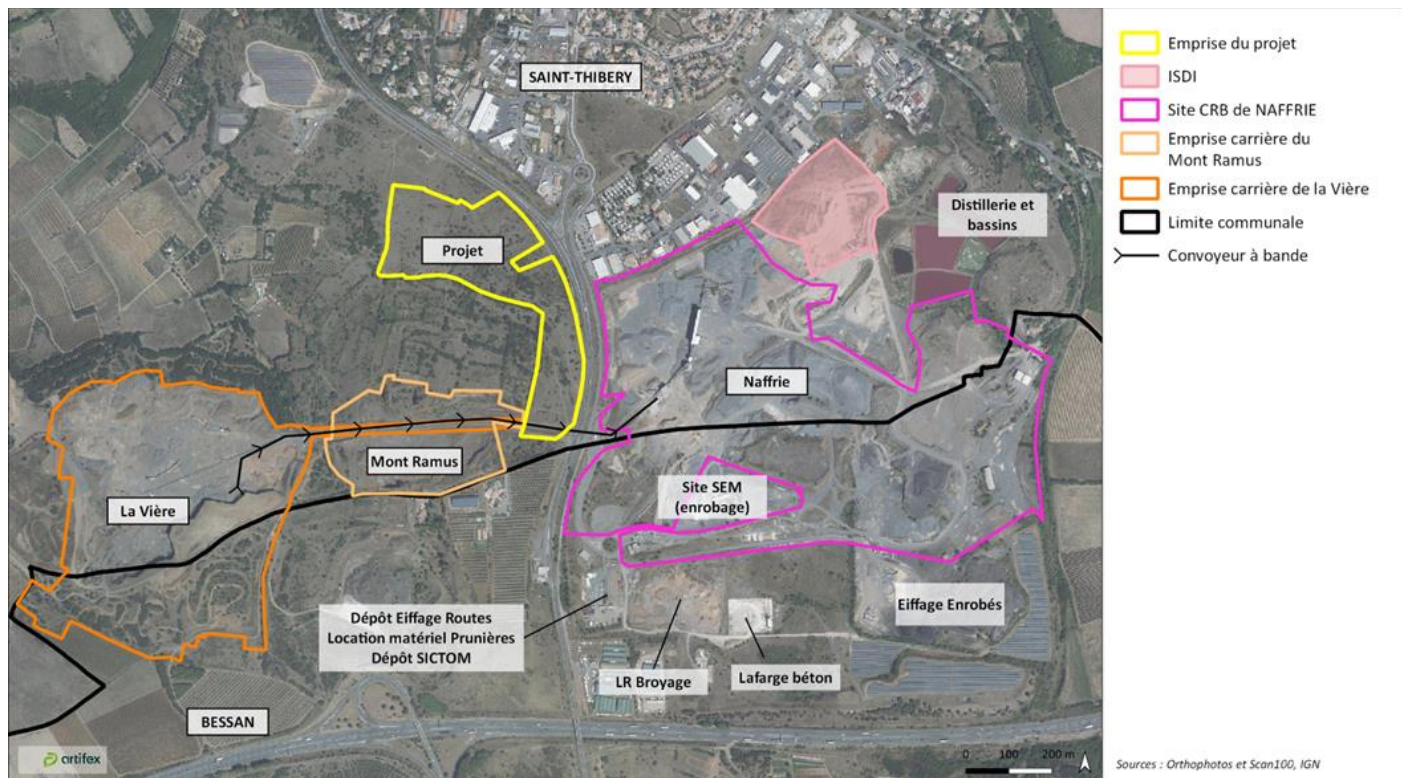 SAINT-THIBERY
Projet
Distillerie et
bassins
Naffrie
Mont Ramus
La Vière
Site SEM
(enrobage)
Dépôt Eiffage Routes
Location matériel Prunières
Dépôt SICTOM
Eiffage Enrobés
LR Broyage
Lafarge béton
BESSAN
artifex
0 100 200 m
Emprise du projet
ISDI
Site CRB de NAFFRIE
Emprise carrière du
Mont Ramus
Emprise carrière de la Vière
Limite communale
Convoyeur à bande
Sources : Orthophotos et Scan100, IGN